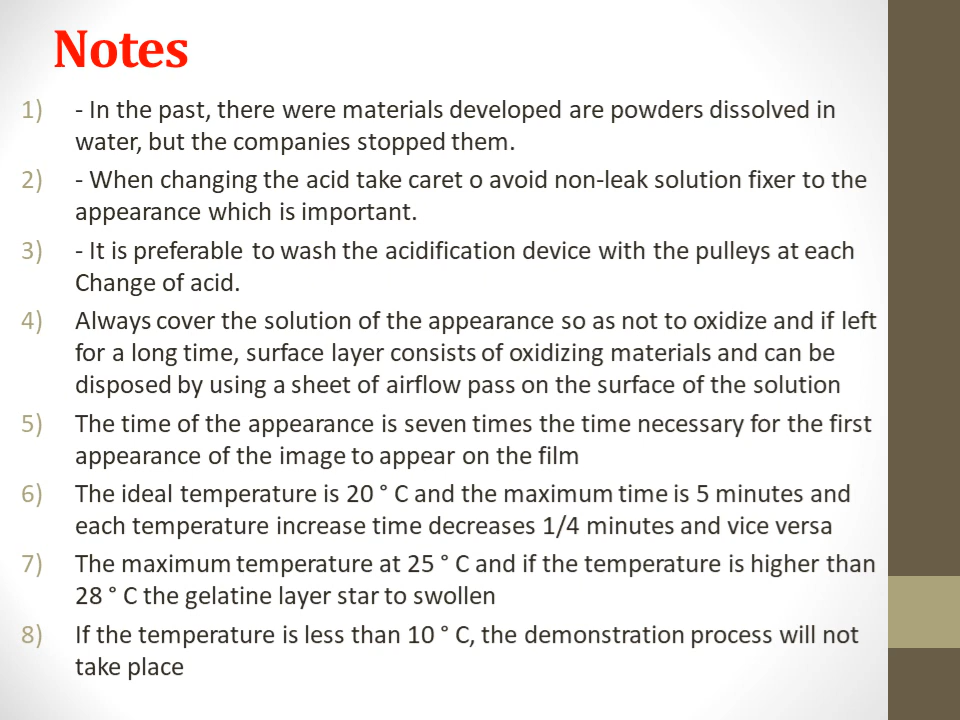 Notes
1) - In the past, there were materials developed are powders dissolved in
water, but the companies stopped them.
2) - When changing the acid take caret o avoid non-leak solution fixer to the
appearance which is important.
3) - It is preferable to wash the acidification device with the pulleys at each
Change of acid.
4) Always cover the solution of the appearance so as not to oxidize and if left
for a long time, surface layer consists of oxidizing materials and can be
disposed by using a sheet of airflow pass on the surface of the solution
5) The time of the appearance is seven times the time necessary for the first
appearance of the image to appear on the film
6) The ideal temperature is 20 ° C and the maximum time is 5 minutes and
each temperature increase time decreases 1/4 minutes and vice versa
7) The maximum temperature at 25 ° C and if the temperature is higher than
28 ° C the gelatine layer star to swollen
8) If the temperature is less than 10 ° C, the demonstration process will not
take place